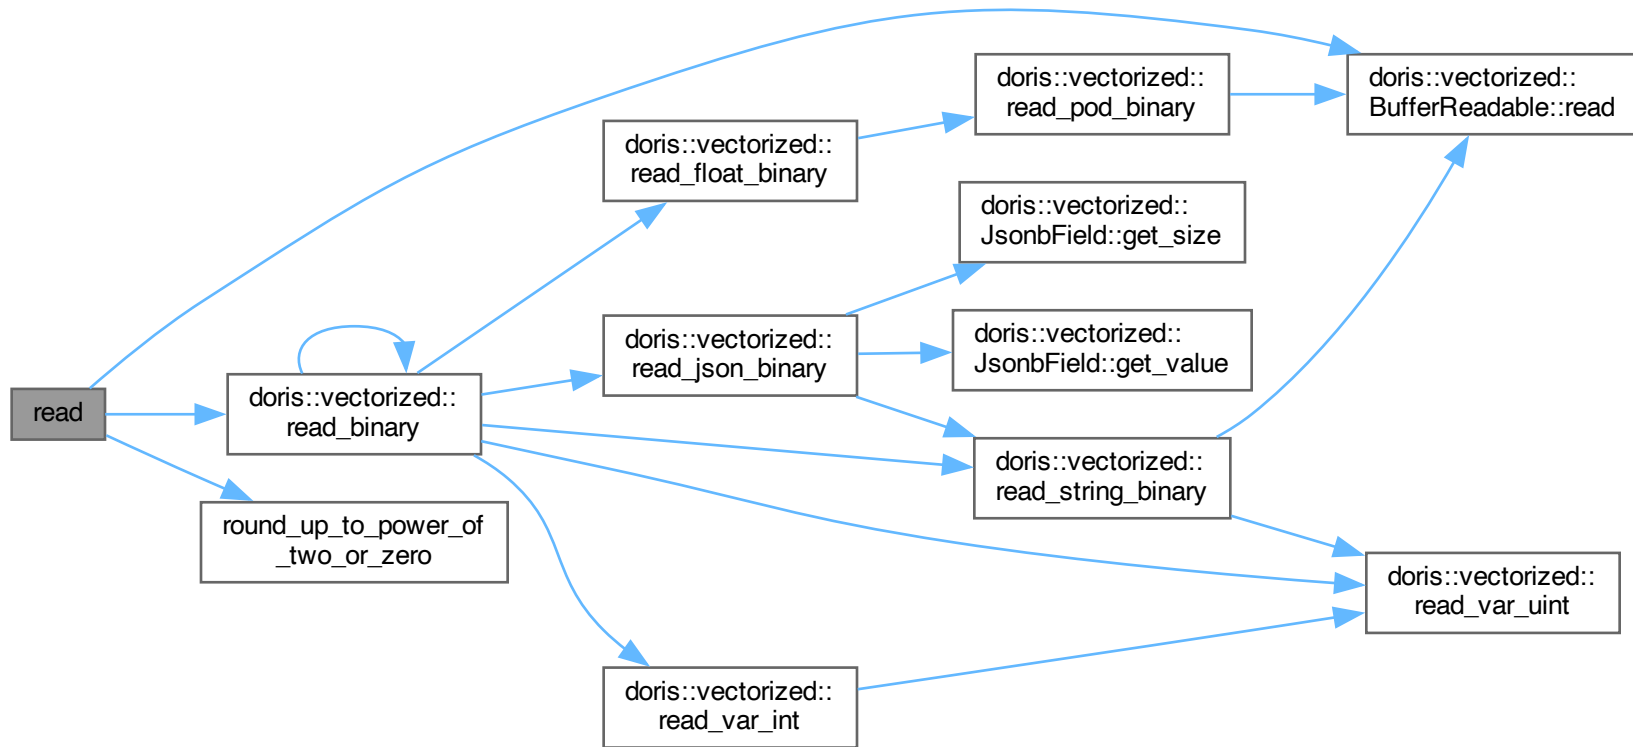 read
doris::vectorized::
read_binary
round_up_to_power_of
_two_or_zero
doris::vectorized::
read_float_binary
doris::vectorized::
read_json_binary
doris::vectorized::
read_var_int
doris::vectorized::
read_pod_binary
doris::vectorized::
JsonbField::get_size
doris::vectorized::
JsonbField::get_value
doris::vectorized::
read_string_binary
doris::vectorized::
BufferReadable::read
doris::vectorized::
read_var_uint